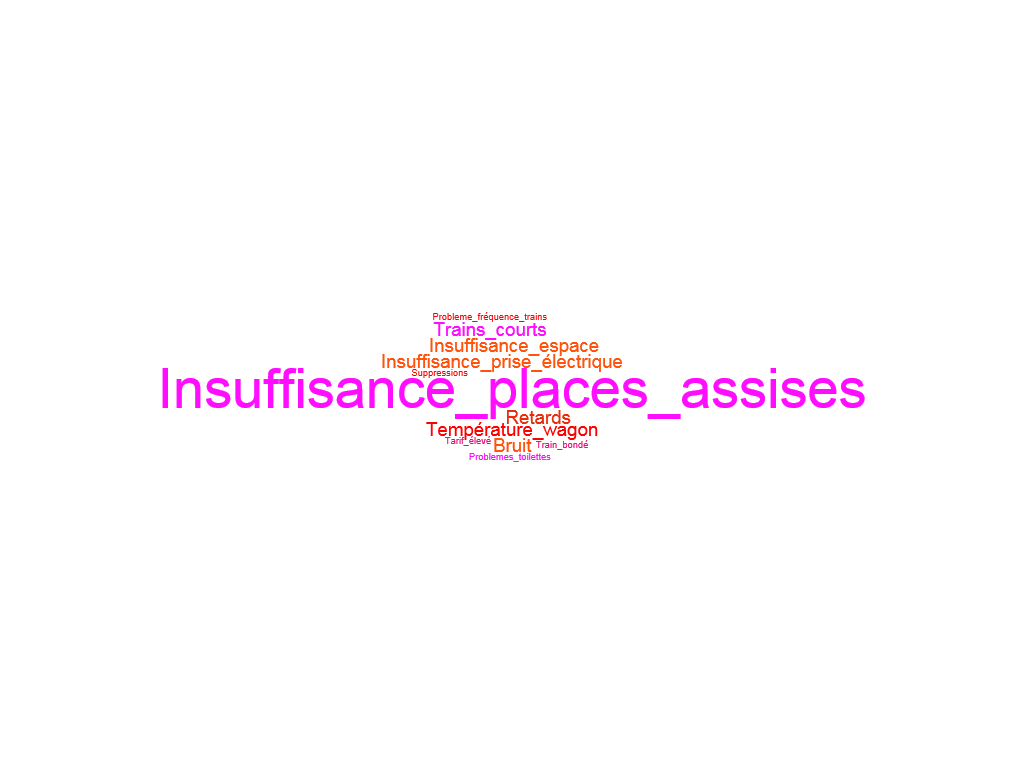 Probleme_fréquence_trains
Trains_courts
Insuffisance_espace
Insuffisance_prise_électrique
Suppressions
Insuffisance_places_assises
Retards
Température_wagon
Tarif_élevé
Bruit
Train_bondé
Problemes_toilettes